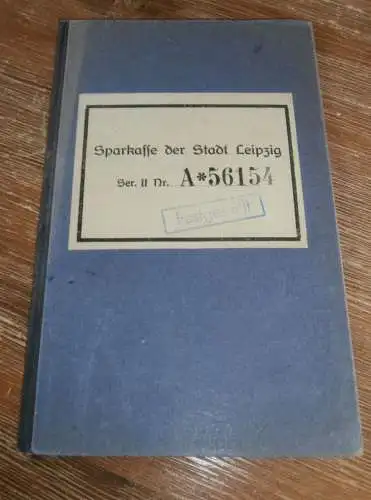 Sparkasse der Stadt Leipzig
Ser. II Nr. A*56154